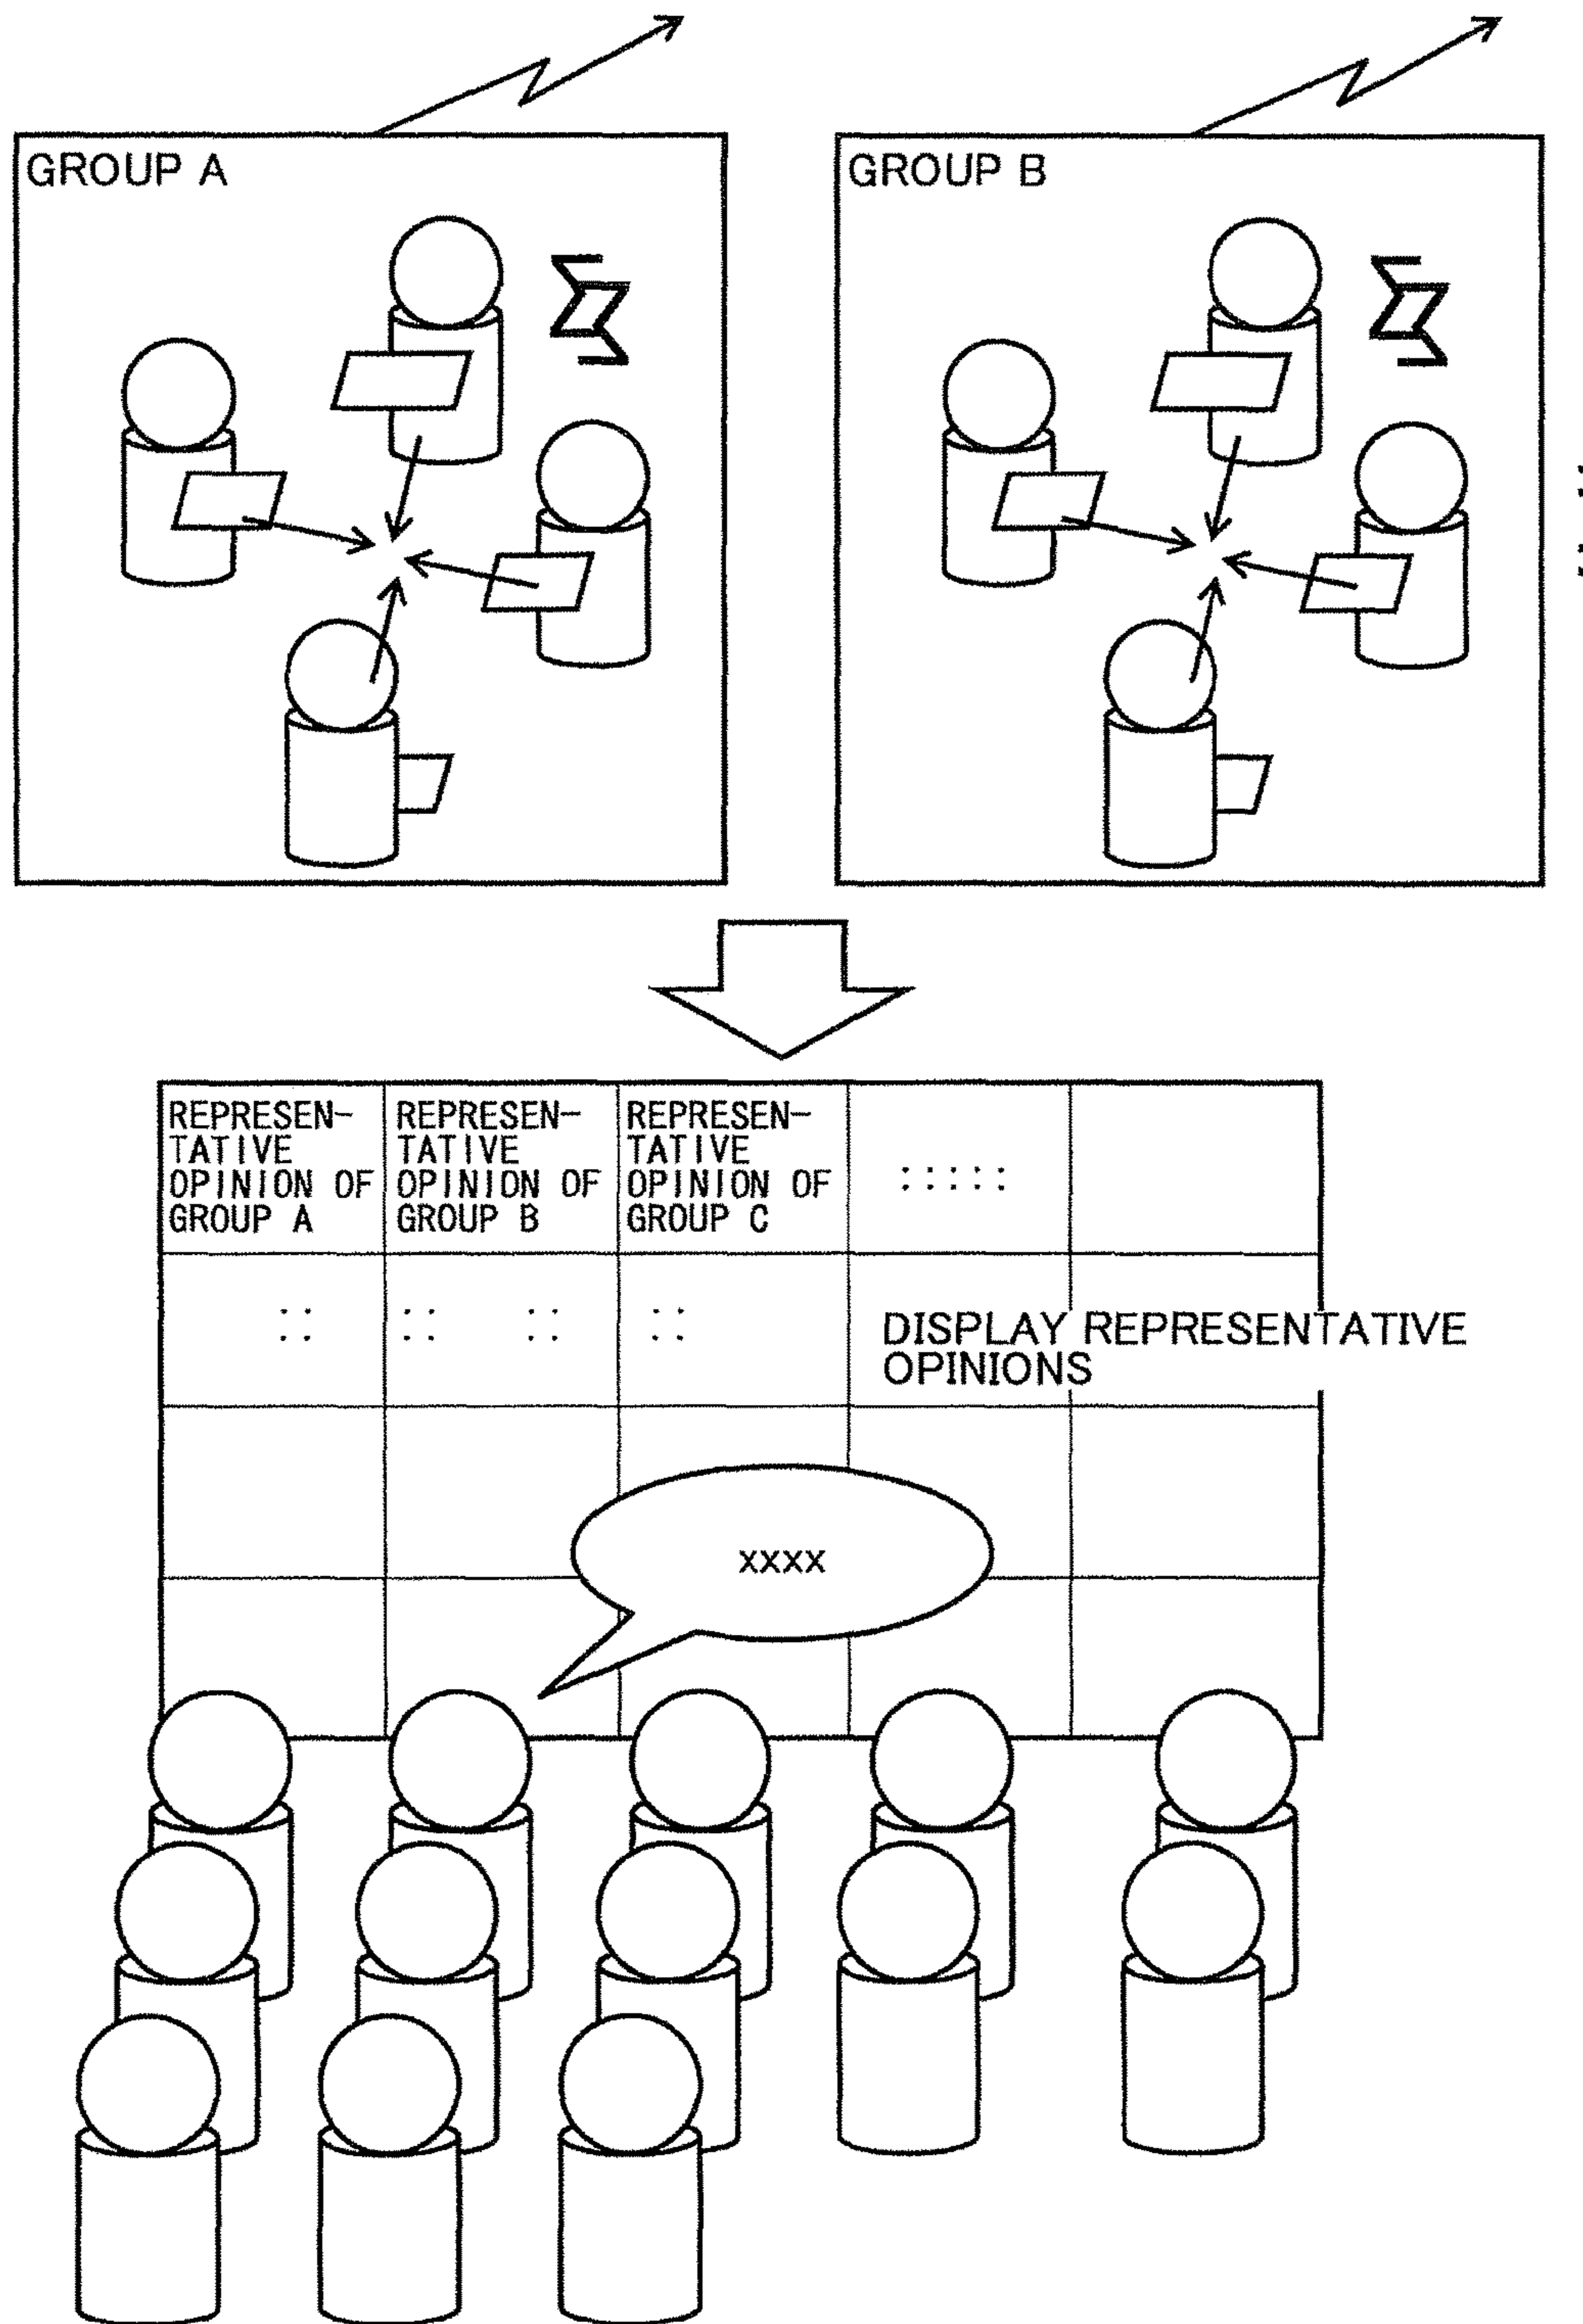 GROUP A
GROUP B
REPRESEN-
TATIVE
OPINION OF
GROUP A
REPRESEN-
TATIVE
OPINION OF
GROUP B
REPRESEN-
TATIVE
OPINION OF
GROUP C
DISPLAY REPRESENTATIVE
OPINIONS
xxxx